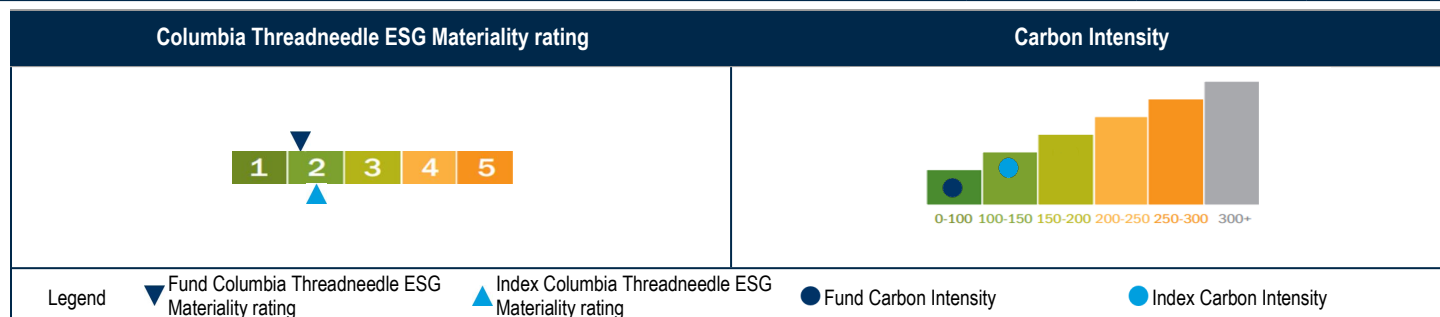 Columbia Threadneedle ESG Materiality rating
Carbon Intensity
1 2 3 4 5
0-100 100-150 150-200 200-250 250-300 300+
Legend
Fund Columbia Threadneedle ESG
Materiality rating
Index Columbia Threadneedle ESG
Materiality rating
Fund Carbon Intensity
Index Carbon Intensity